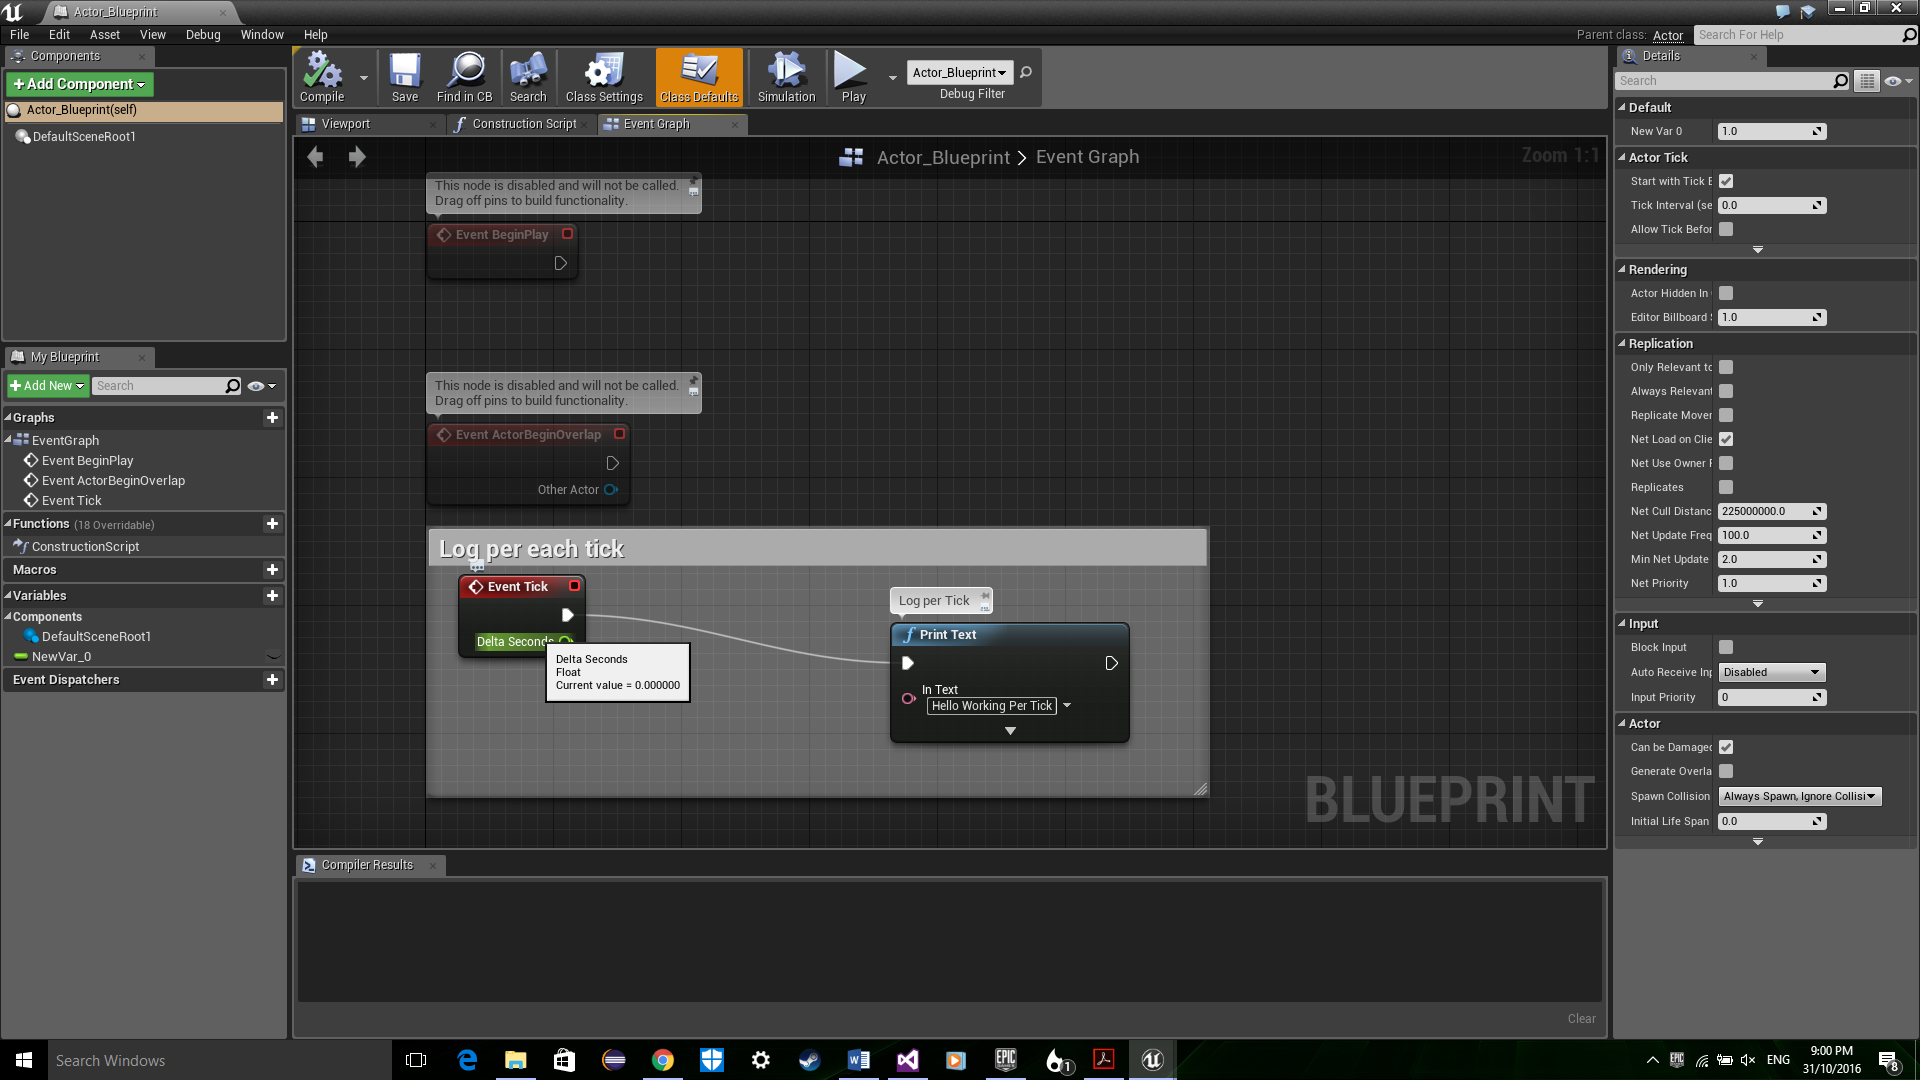 Actor_Blueprint
File Edit Asset View Debug Window Help
Parent class: Actor
Search For Help
Components
+Add Component
Actor_Blueprint(self)
DefaultSceneRoot1
My Blueprint
+Add New
Search
Graphs
EventGraph
Event BeginPlay
Event ActorBeginOverlap
Event Tick
Functions (18 Overridable)
ConstructionScript
Macros
Variables
Components
DefaultSceneRoot1
NewVar_0
Event Dispatchers
Compile
Save
Find in CB
Search
Class Settings
Class Defaults
Simulation
Play
Actor_Blueprint
Debug Filter
Viewport
Construction Script
Event Graph
Actor_Blueprint > Event Graph
Zoom 1:1
This node is disabled and will not be called.
Drag off pins to build functionality.
Event BeginPlay
This node is disabled and will not be called.
Drag off pins to build functionality.
Event ActorBeginOverlap
Other Actor
Log per each tick
Event Tick
Delta Seconds
Delta Seconds
Float
Current value = 0.000000
Log per Tick
Print Text
In Text
Hello Working Per Tick
BLUEPRINT
Compiler Results
Clear
Details
Search
Default
New Var 0 1.0
Actor Tick
Start with Tick E
Tick Interval (se 0.0
Allow Tick Befor
Rendering
Actor Hidden In
Editor Billboard 1.0
Replication
Only Relevant to
Always Relevant
Replicate Mover
Net Load on Clie
Net Use Owner
Replicates
Net Cull Distanc 225000000.0
Net Update Freq 100.0
Min Net Update 2.0
Net Priority 1.0
Input
Block Input
Auto Receive Inp Disabled
Input Priority 0
Actor
Can be Damaged
Generate Overla
Spawn Collision Always Spawn, Ignore Collisi
Initial Life Span 0.0
Search Windows
EPIC GAMES
1
ENG
9:00 PM
31/10/2016
8